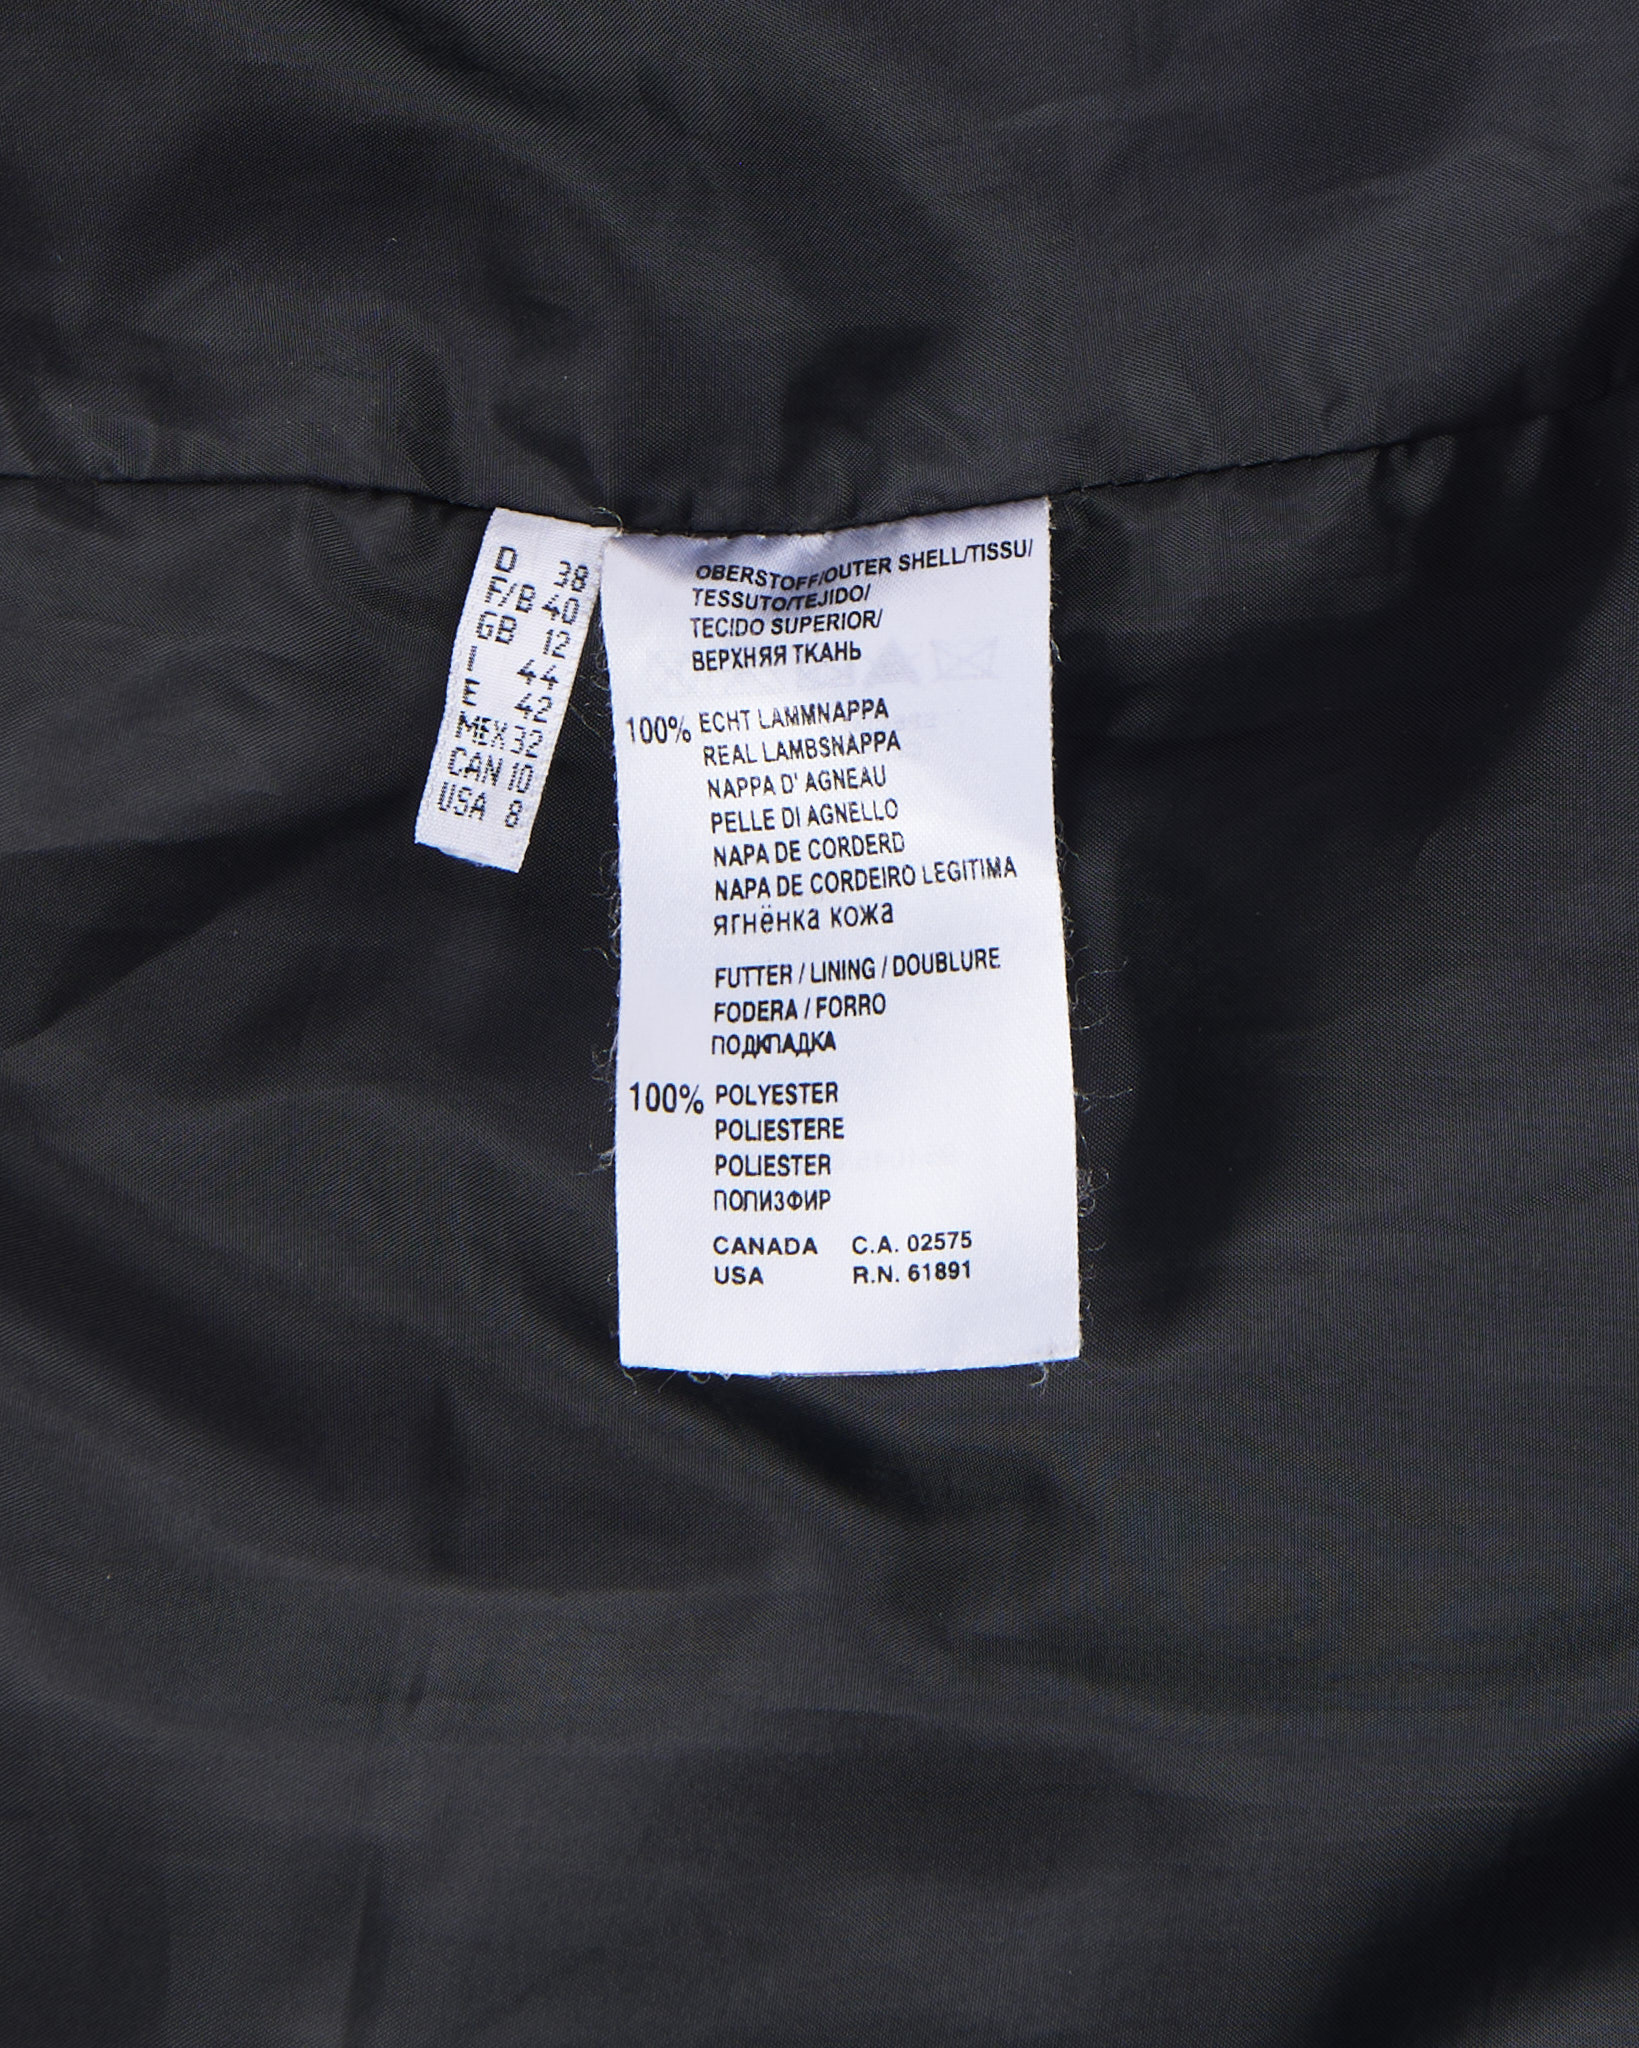 D 38
F/B 40
GB 12
I 44
E 42
MEX 32
CAN 10
USA 8
OBERSTOFF/OUTER SHELL/TISSU/
TESSUTO/TEJIDO/
TECIDO SUPERIOR/
ВЕРХНЯЯ ТКАНЬ
100% ECHT LAMMNAPPA
REAL LAMBSNAPPA
NAPPA D' AGNEAU
PELLE DI AGNELLO
NAPA DE CORDERD
NAPA DE CORDEIRO LEGITIMA
ЯГНЁНКА КОЖА
FUTTER / LINING / DOUBLURE
FODERA / FORRO
ПОДКПАДКА
100% POLYESTER
POLIESTERE
POLIESTER
ПОПИЗФИР
CANADA C.A. 02575
USA R.N. 61891